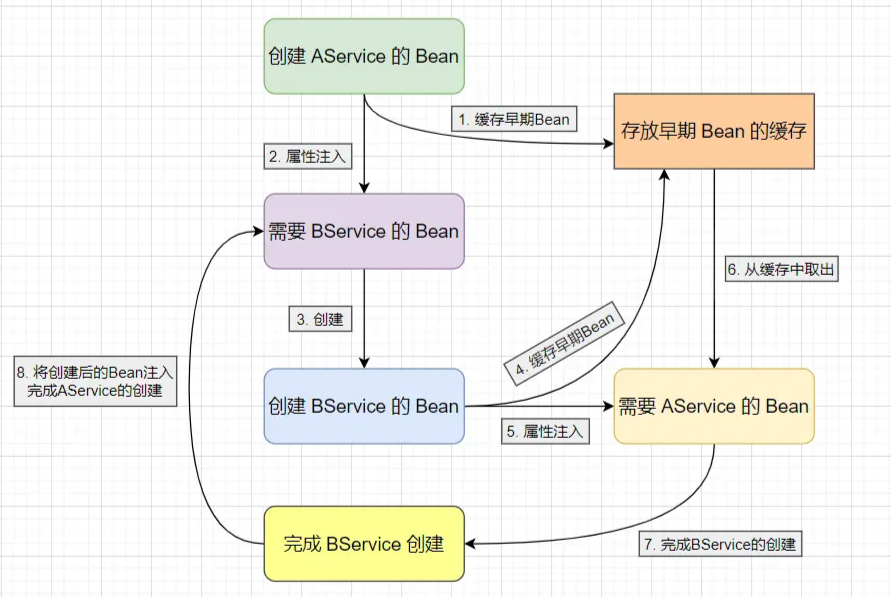 创建 AService 的 Bean
1. 缓存早期Bean
存放早期 Bean 的缓存
2. 属性注入
需要 BService 的 Bean
6. 从缓存中取出
3. 创建
4. 缓存早期Bean
8. 将创建后的Bean注入
完成AService的创建
创建 BService 的 Bean
需要 AService 的 Bean
5. 属性注入
完成 BService 创建
7. 完成BService的创建